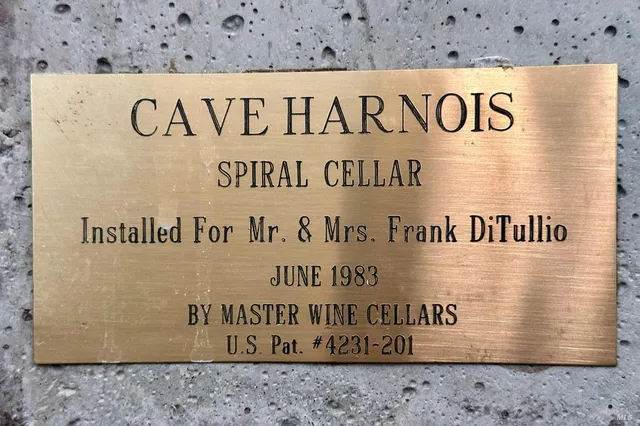 CAVE HARNOIS
SPIRAL CELLAR
Installed For Mr. & Mrs. Frank DiTullio
JUNE 1983
BY MASTER WINE CELLARS
U.S. Pat. #4231-201
MLS